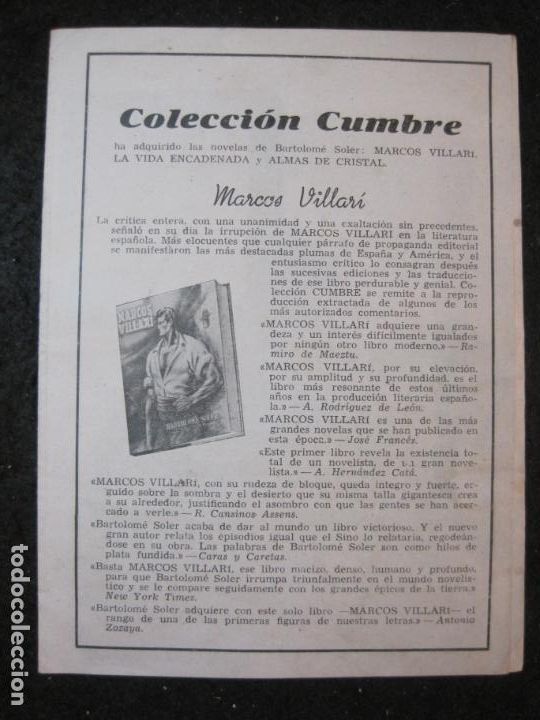 Colección Cumbre
ha adquirido las novelas de Bartolomé Soler: MARCOS VILLARÍ,
LA VIDA ENCADENADA y ALMAS DE CRISTAL.
Marcos Villarí
La crítica entera, con una unanimidad y una exaltación sin precedentes,
señaló en su día la irrupción de MARCOS VILLARI en la literatura
española. Más elocuentes que cualquier párrafo de propaganda editorial
se manifestaron las más destacadas plumas de España y América, y el
entusiasmo crítico lo consagran después
las sucesivas ediciones y las traduccio-
nes de ese libro perdurable y genial. Co-
lección CUMBRE se remite a la repro-
ducción extractada de algunos de los
más autorizados comentarios.
MARCOS
VILLARI
BARTOLOMÉ SOLER
«MARCOS VILLARÍ adquiere una gran-
deza y un interés difícilmente igualados
por ningún otro libro moderno.» — Ra-
miro de Maeztu.
«MARCOS VILLARÍ, por su elevación,
por su amplitud y su profundidad, es el
libro más resonante de estos últimos
años en la producción literaria españo-
la.» — A. Rodríguez de León.
«MARCOS VILLARÍ es una de las más
grandes novelas que se han publicado en
esta época.» — José Francés.
«Este primer libro revela la existencia to-
tal de un novelista, de un gran nove-
lista.» — A. Hernández Catá.
«MARCOS VILLARÍ, con su rudeza de bloque, queda íntegro y fuerte, er-
guido sobre la sombra y el desierto que su misma talla gigantesca crea
a su alrededor, justificando el asombro con que las gentes se han acer-
cado a verle.» — R. Cansinos Assens.
«Bartolomé Soler acaba de dar al mundo un libro victorioso. Y el nuevo
gran autor relata los episodios igual que el Sino lo relataría, regodeán-
dose en su obra. Las palabras de Bartolomé Soler son como hilos de
plata fundida.» — Caras y Caretas.
«Basta MARCOS VILLARÍ, ese libro macizo, denso, humano y profundo,
para que Bartolomé Soler irrumpa triunfalmente en el mundo novelís-
tico y se le compare seguidamente con los grandes épicos de la tierra.»
New York Times.
«Bartolomé Soler adquiere con este solo libro —MARCOS VILLARÍ— el
rango de una de las primeras figuras de nuestras letras.» — Antonio
Zozaya.
todocoleccion.net